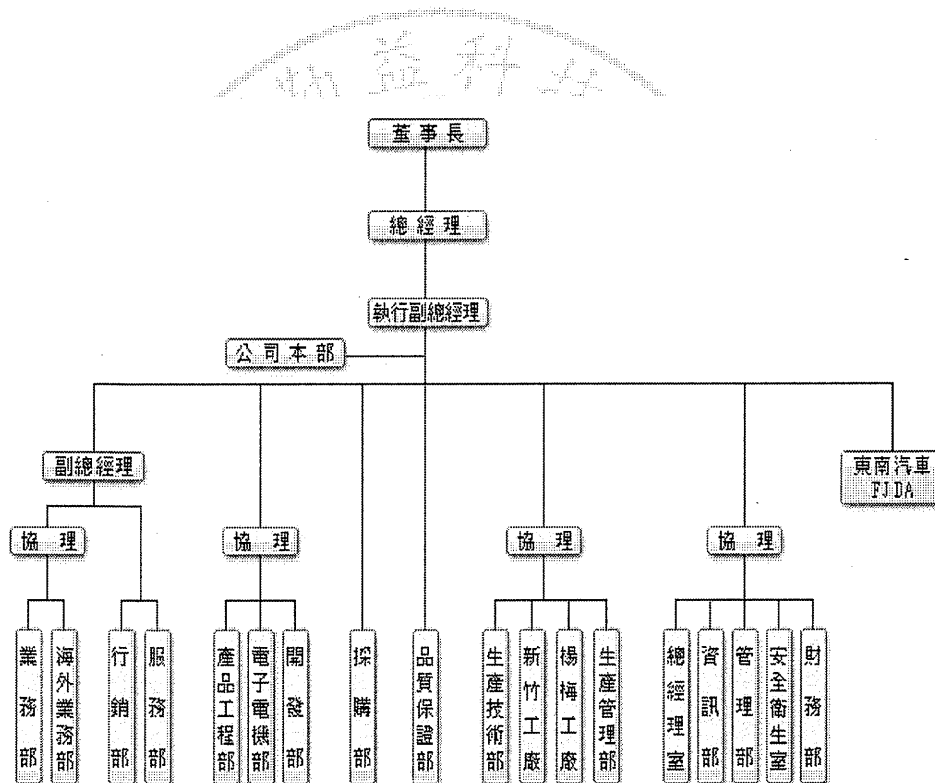 益科
董事長
總經理
執行副總經理
公司本部
副總經理
東南汽車
FJDA
協理
協理
協理
協理
業務部
海外業務部
行銷部
服務部
產品工程部
電子電機部
開發部
採購部
品質保證部
生產技術部
新竹工廠
楊梅工廠
生產管理部
總經理室
資訊部
管理部
安全衛生室
財務部